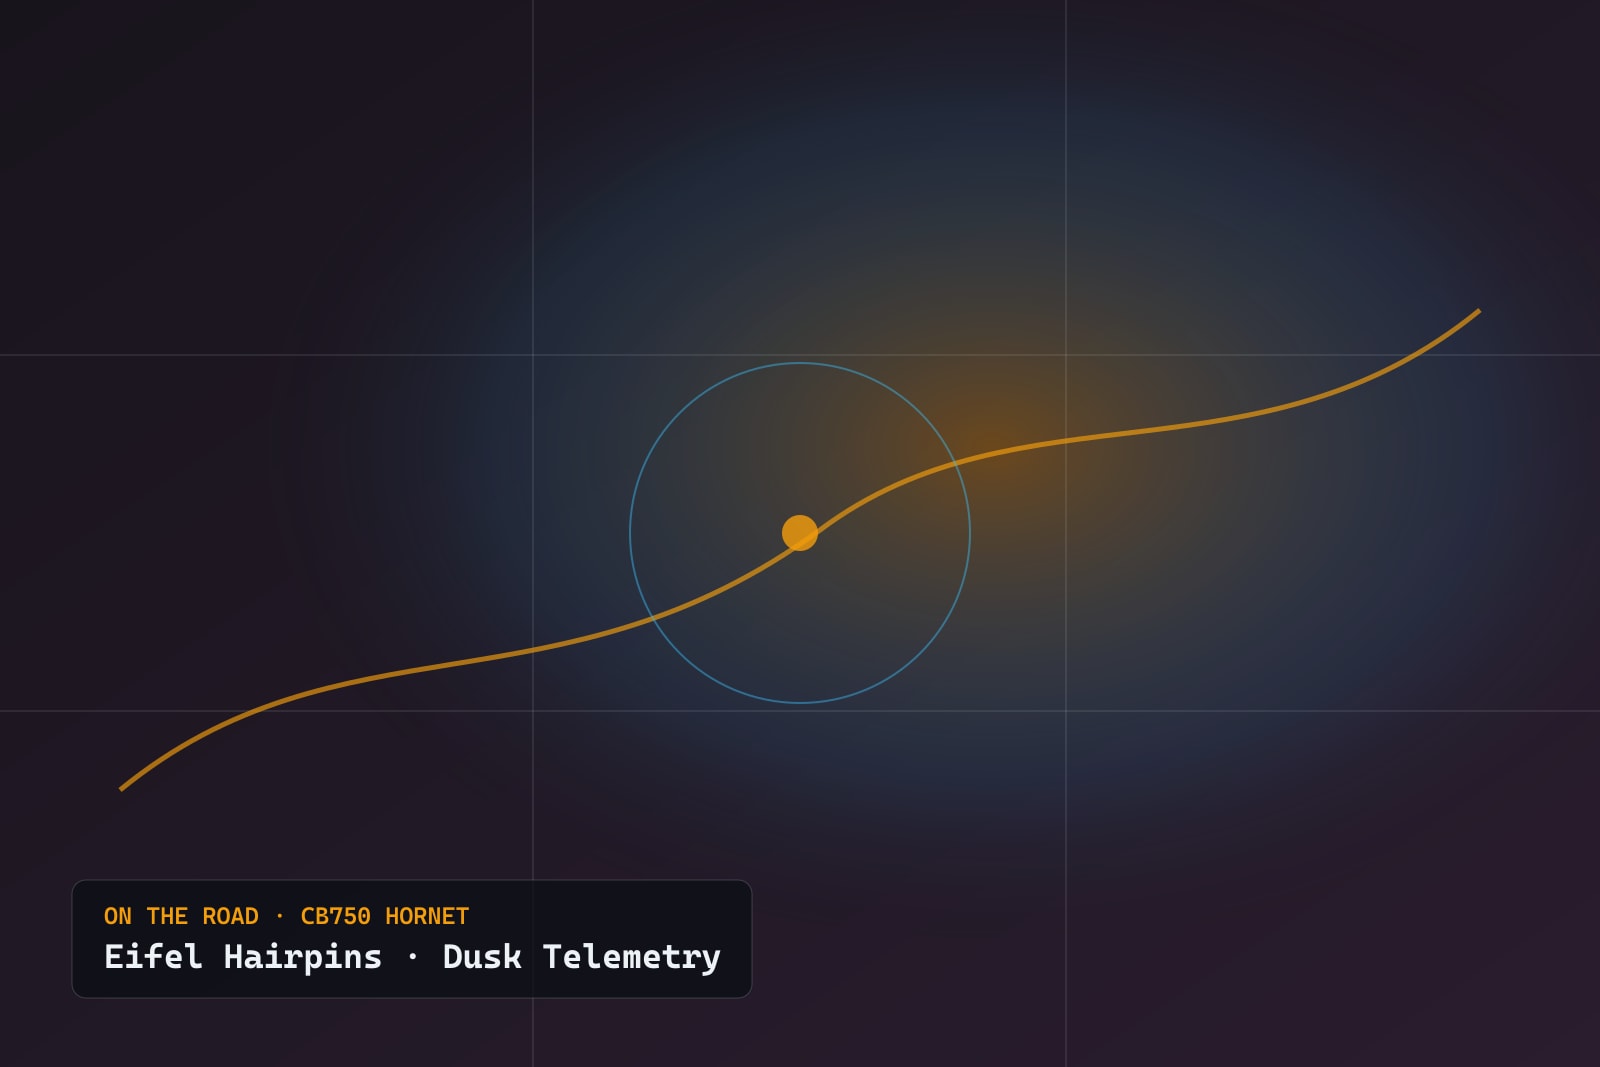 ON THE ROAD · CB750 HORNET
Eifel Hairpins · Dusk Telemetry